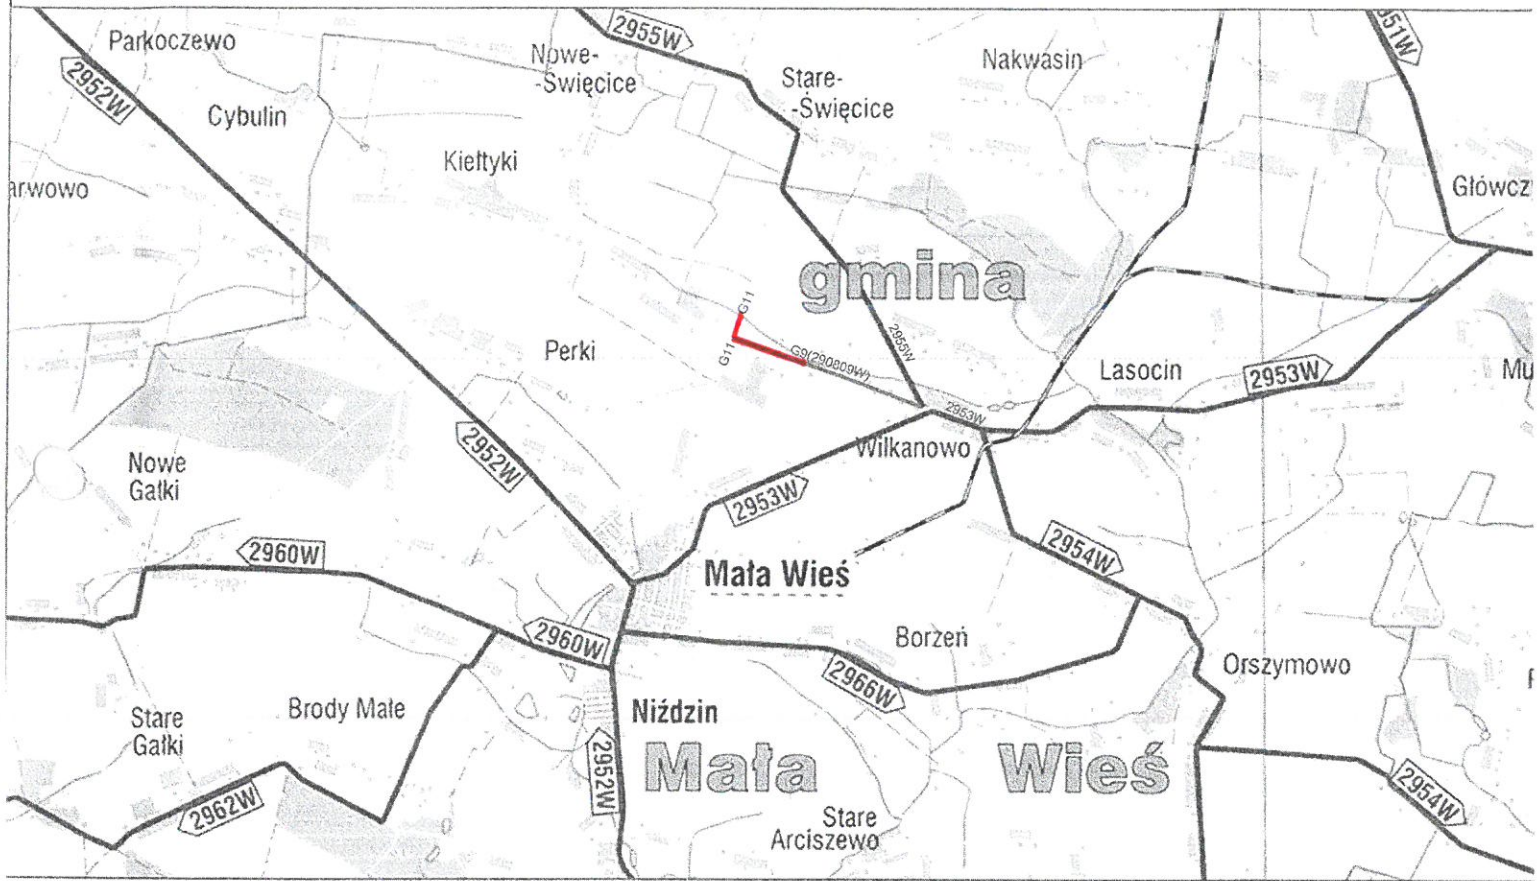 2955W
951W
Parkoczewo
Nowe-
-Święcice
Nakwasin
2952W
Stare-
-Święcice
Cybulin
Kiełtyki
arwowo
Główcz
gmina
G11
2955W
Perki
G11
G9(290809W)
Lasocin
2953W
Mu
2953W
2952W
Wilkanowo
Nowe
Gałki
2953W
2960W
Mała Wieś
2954W
2960W
Borzeń
Orszymowo
2966W
Stare
Gałki
Brody Małe
Niździn
Mała
Wieś
2952W
2962W
2954W
Stare
Arciszewo